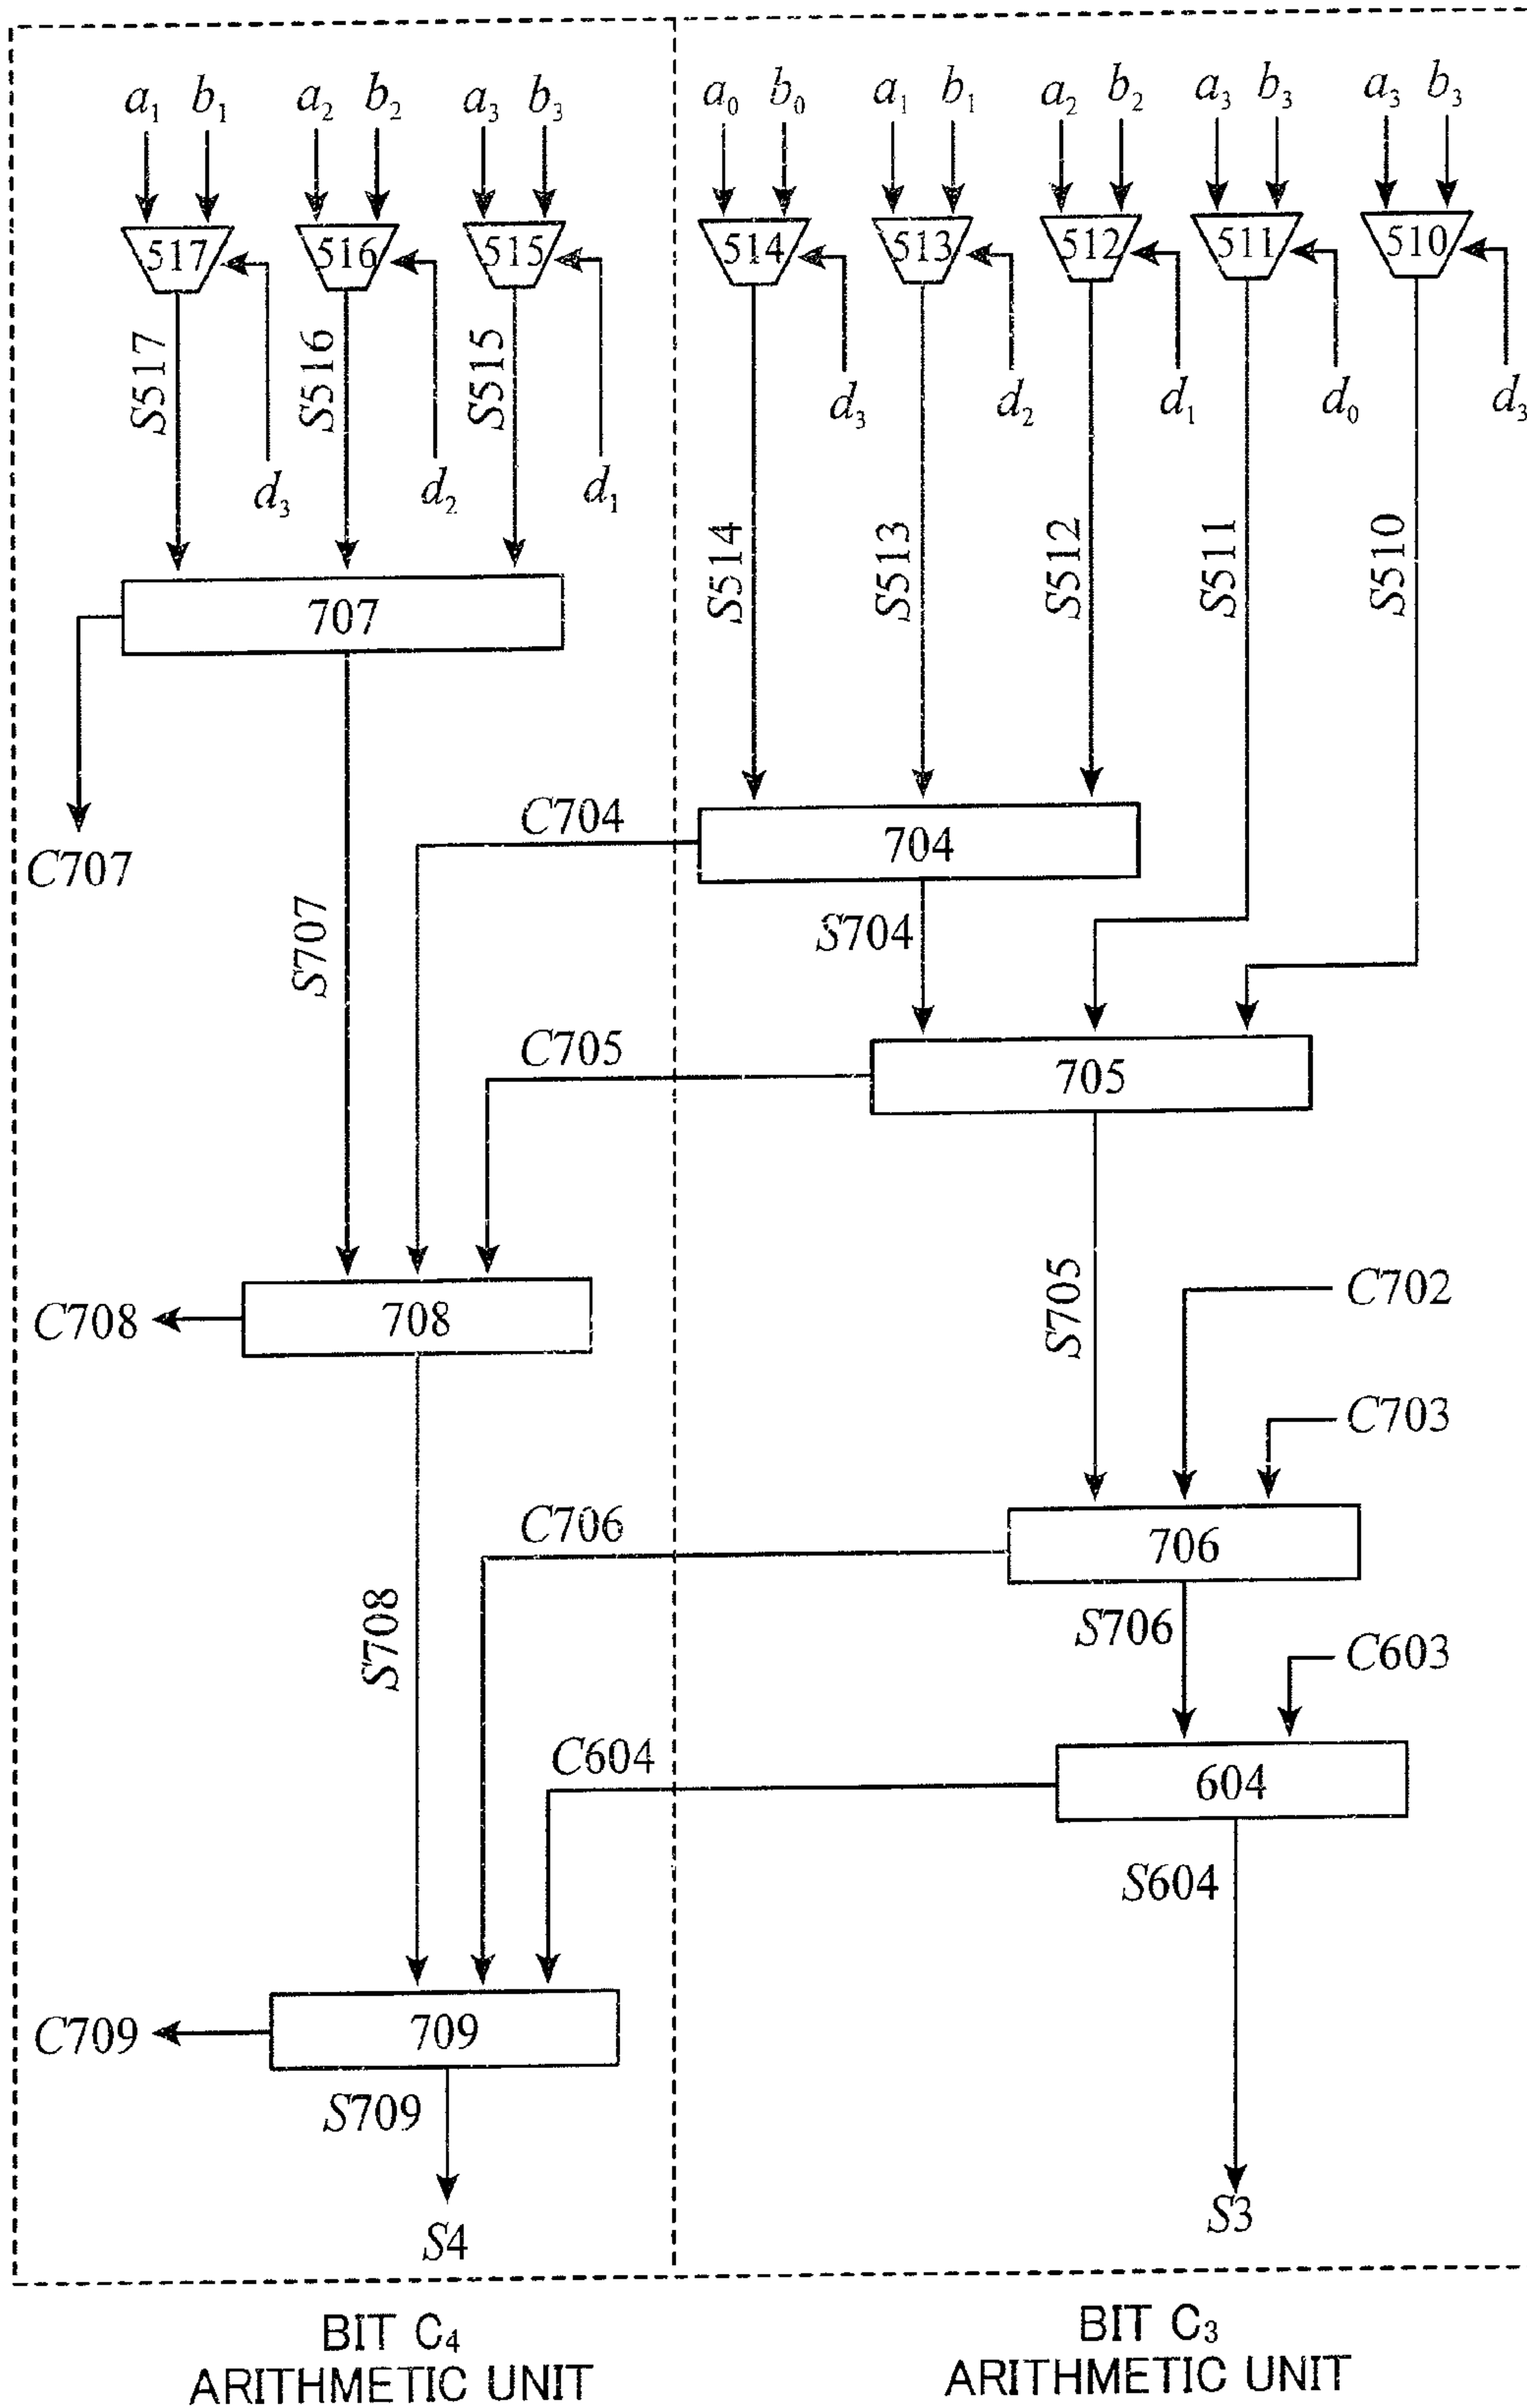 a₁ b₁ a₂ b₂ a₃ b₃ a₀ b₀ a₁ b₁ a₂ b₂ a₃ b₃ a₃ b₃
517 516 515 514 513 512 511 510
d₃ d₂ d₁ d₀ d₃
S517 S516 S515
d₃ d₂ d₁
S514 S513 S512 S511 S510
707
C704
704
C707
S707
S704
C705
705
S705
C702
C708
708
C703
C706
706
S708
S706
C603
C604
604
S604
C709
709
S709
S3
S4
BIT C₄
ARITHMETIC UNIT
BIT C₃
ARITHMETIC UNIT